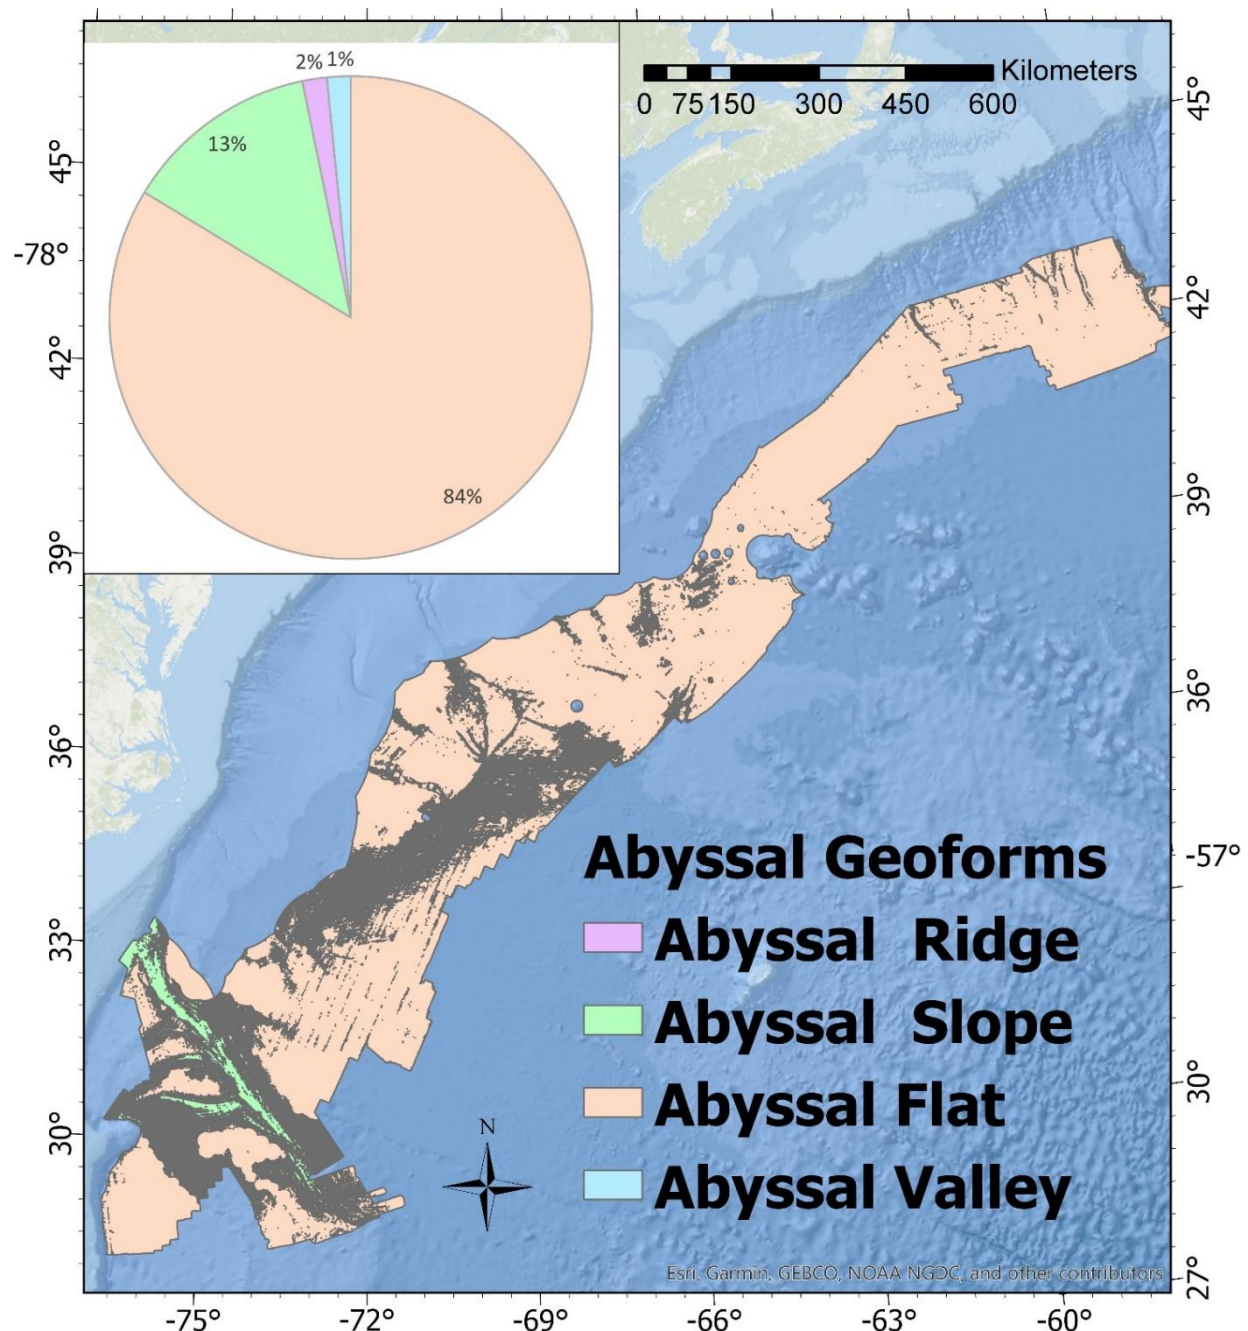 2% 1%
13%
84%
Kilometers
0 75 150 300 450 600
45°
42°
39°
36°
33°
30°
-78°
45°
42°
39°
36°
-57°
30°
27°
Abyssal Geoforms
Abyssal Ridge
Abyssal Slope
Abyssal Flat
Abyssal Valley
N
Esri, Garmin, GEBCO, NOAA NGDC, and other contributors
-75° -72° -69° -66° -63° -60°